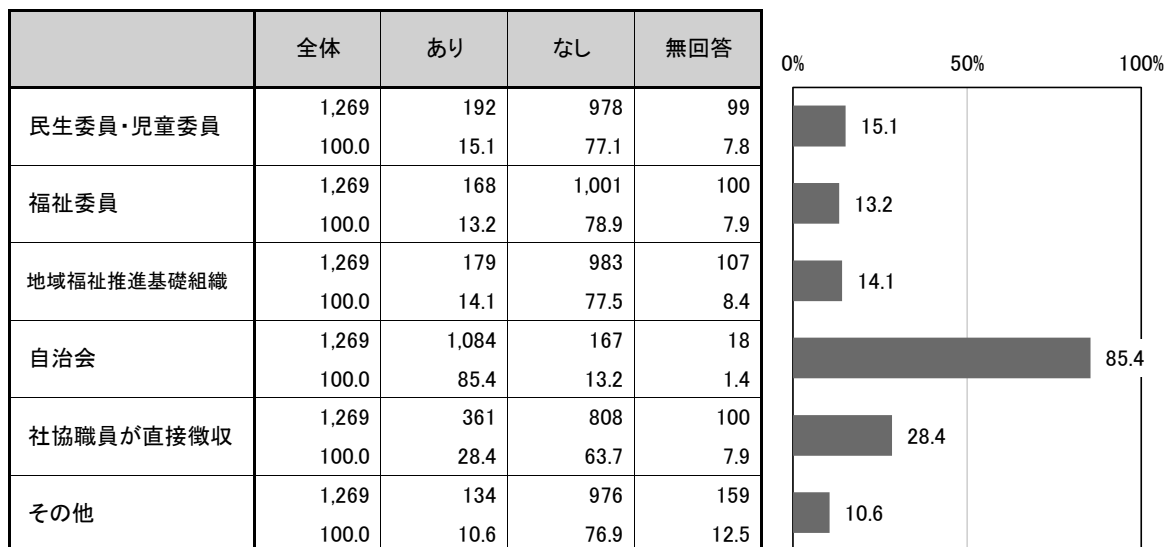 全体 あり なし 無回答
0% 50% 100%
民生委員・児童委員 1,269 192 978 99
100.0 15.1 77.1 7.8
15.1
福祉委員 1,269 168 1,001 100
100.0 13.2 78.9 7.9
13.2
地域福祉推進基礎組織 1,269 179 983 107
100.0 14.1 77.5 8.4
14.1
自治会 1,269 1,084 167 18
100.0 85.4 13.2 1.4
85.4
社協職員が直接徴収 1,269 361 808 100
100.0 28.4 63.7 7.9
28.4
その他 1,269 134 976 159
100.0 10.6 76.9 12.5
10.6